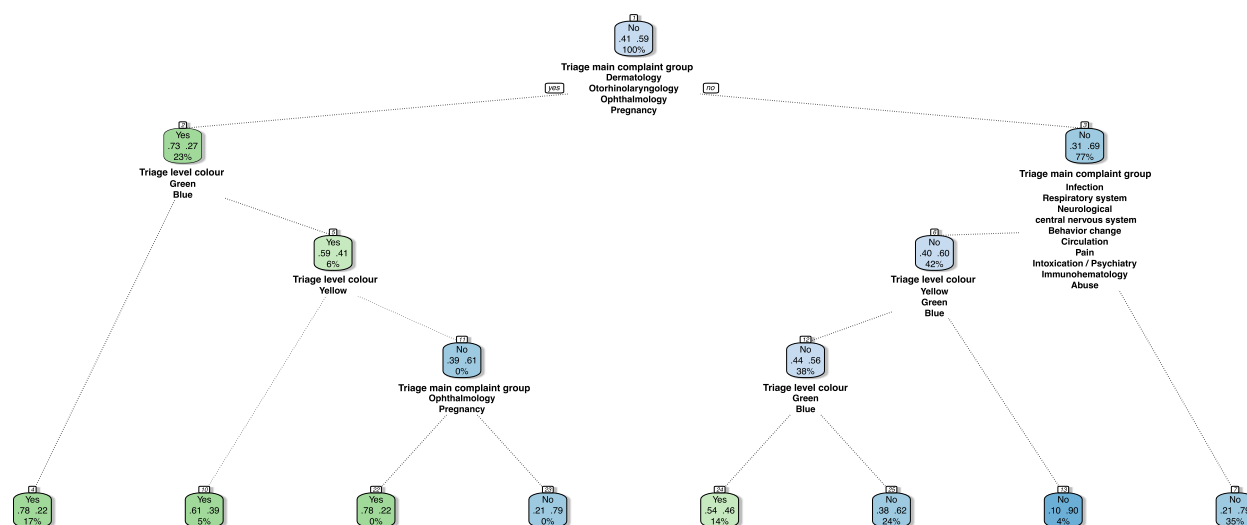 1
No
.41 .59
100%
Triage main complaint group
Dermatology
Otorhinolaryngology
Ophthalmology
Pregnancy
yes
no
2
Yes
.73 .27
23%
Triage level colour
Green
Blue
3
No
.31 .69
77%
Triage main complaint group
Infection
Respiratory system
Neurological
central nervous system
Behavior change
Circulation
Pain
Intoxication / Psychiatry
Immunohematology
Abuse
5
Yes
.59 .41
6%
Triage level colour
Yellow
6
No
.40 .60
42%
Triage level colour
Yellow
Green
Blue
11
No
.39 .61
0%
Triage main complaint group
Ophthalmology
Pregnancy
12
No
.44 .56
38%
Triage level colour
Green
Blue
4
Yes
.78 .22
17%
10
Yes
.61 .39
5%
22
Yes
.78 .22
0%
23
No
.21 .79
0%
24
Yes
.54 .46
14%
25
No
.38 .62
24%
13
No
.10 .90
4%
7
No
.21
35%